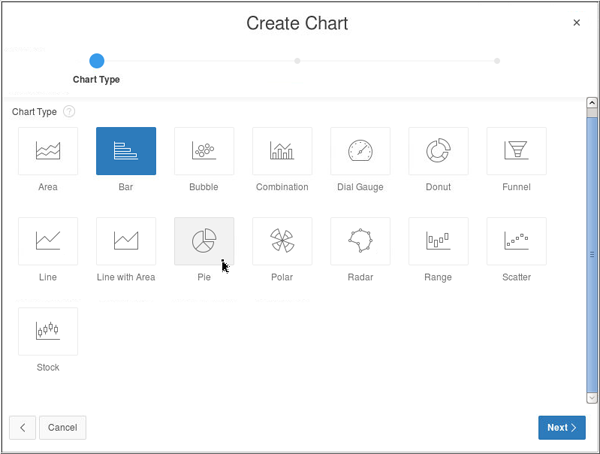 Create Chart
Chart Type
Chart Type ?
Area Bar Bubble Combination Dial Gauge Donut Funnel
Line Line with Area Pie Polar Radar Range Scatter
Stock
Cancel Next